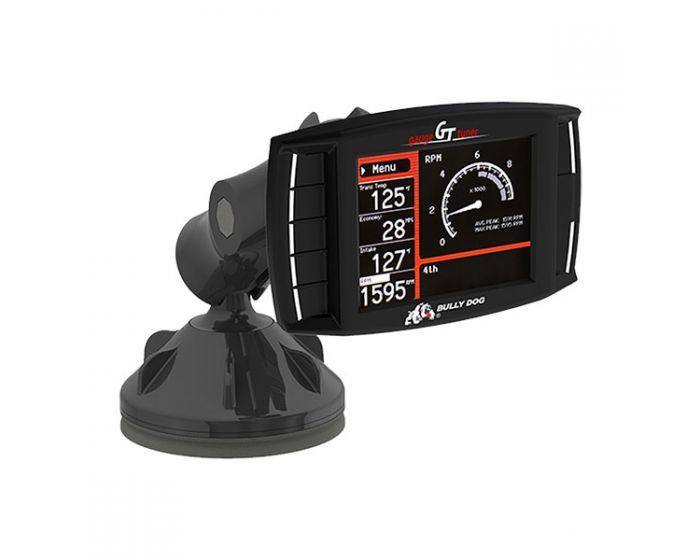 gauge GT tuner
Menu
Trans Temp
125 °F
Economy
28 MPG
Intake
127 °F
RPM
1595 RPM
RPM
0
2
4
6
8
x 1000
AVG PEAK: 1591 RPM
MAX PEAK: 1595 RPM
4th
BULLY DOG
®